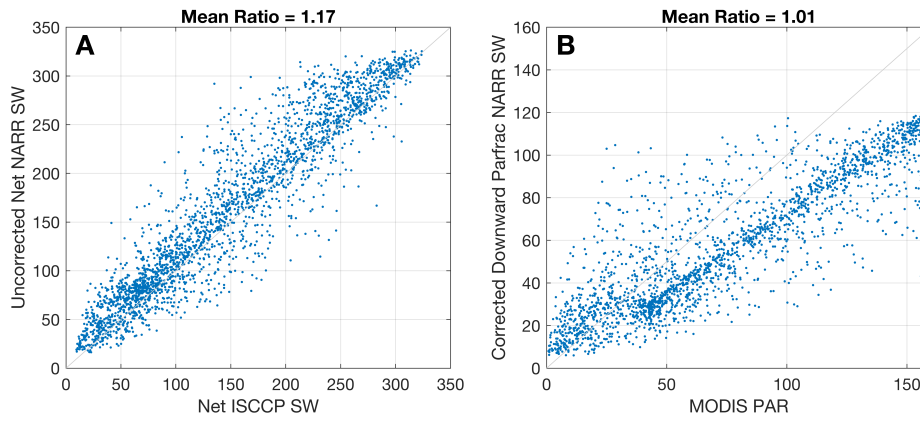 Mean Ratio = 1.17
A
Uncorrected Net NARR SW
350
300
250
200
150
100
50
0
0 50 100 150 200 250 300 350
Net ISCCP SW
Mean Ratio = 1.01
B
Corrected Downward Parfrac NARR SW
160
140
120
100
80
60
40
20
0
0 50 100 150
MODIS PAR